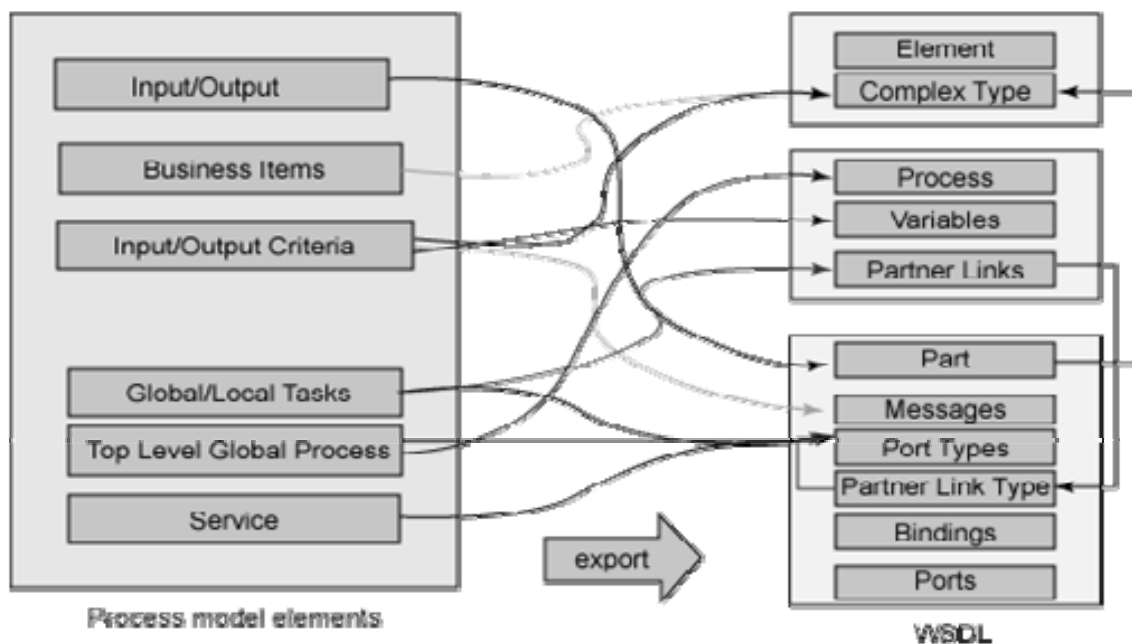 Input/Output
Business Items
Input/Output Criteria
Global/Local Tasks
Top Level Global Process
Service
Process model elements
export
Element
Complex Type
Process
Variables
Partner Links
Part
Messages
Port Types
Partner Link Type
Bindings
Ports
WSDL